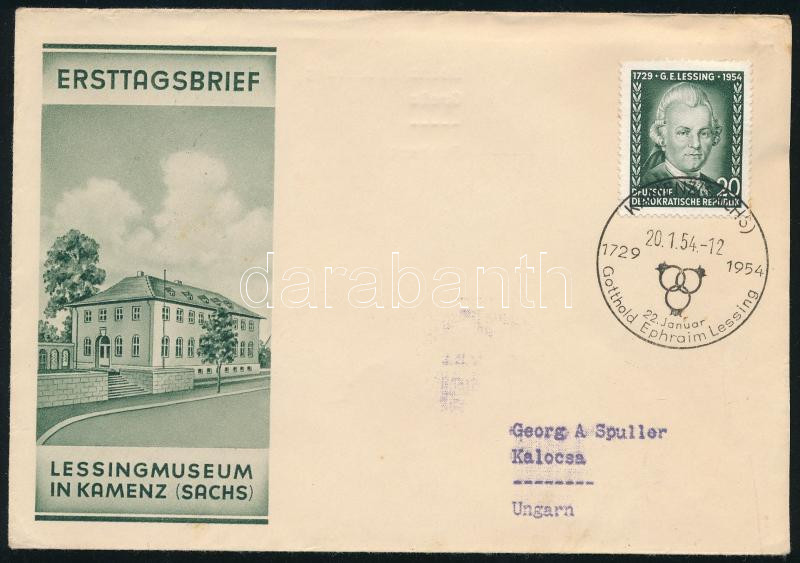 ERSTTAGSBRIEF
1729 · G.E. LESSING · 1954
20
DEUTSCHE
DEMOKRATISCHE REPUBLIK
20.1.54.-12
1729
1954
22. Januar
Gotthold Ephraim Lessing
darabanth
LESSINGMUSEUM
IN KAMENZ (SACHS)
Georg A Spuller
Kalocsa
--------
Ungarn